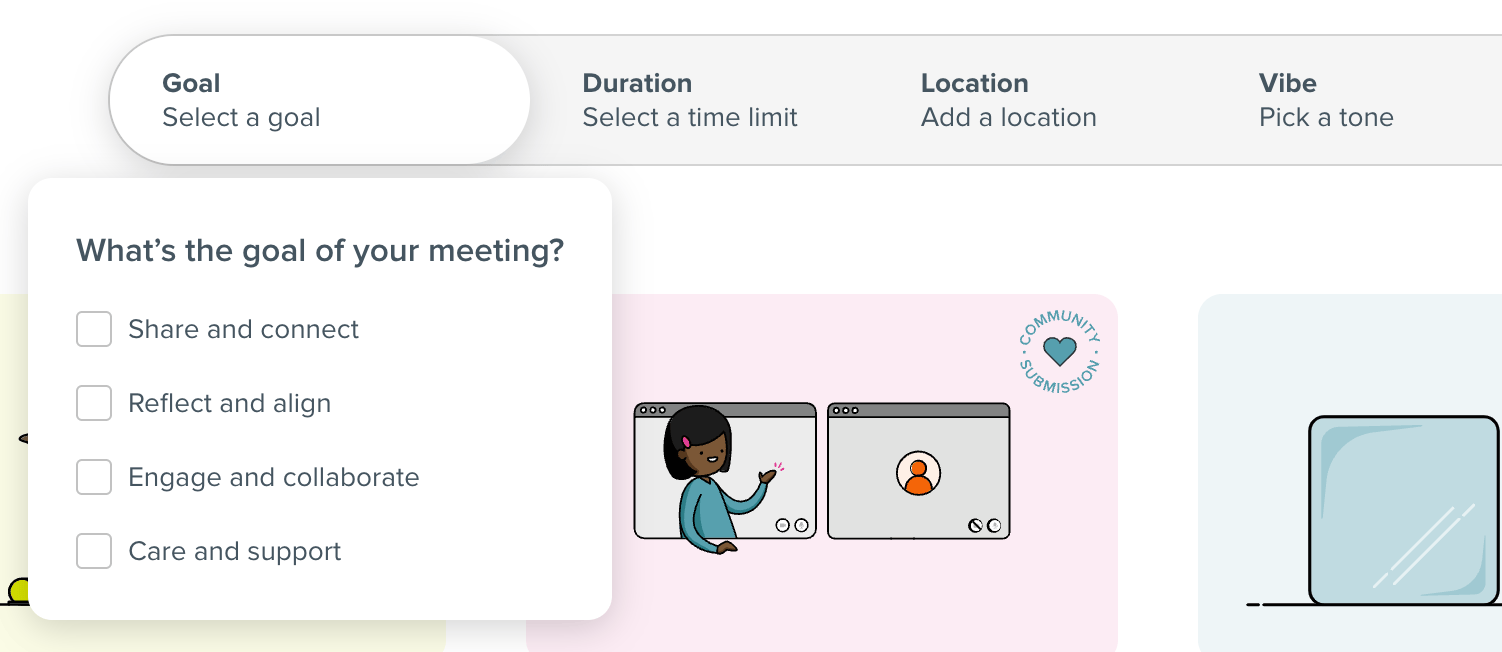 Goal
Select a goal
Duration
Select a time limit
Location
Add a location
Vibe
Pick a tone
What’s the goal of your meeting?
Share and connect
Reflect and align
Engage and collaborate
Care and support
COMMUNITY
SUBMISSION